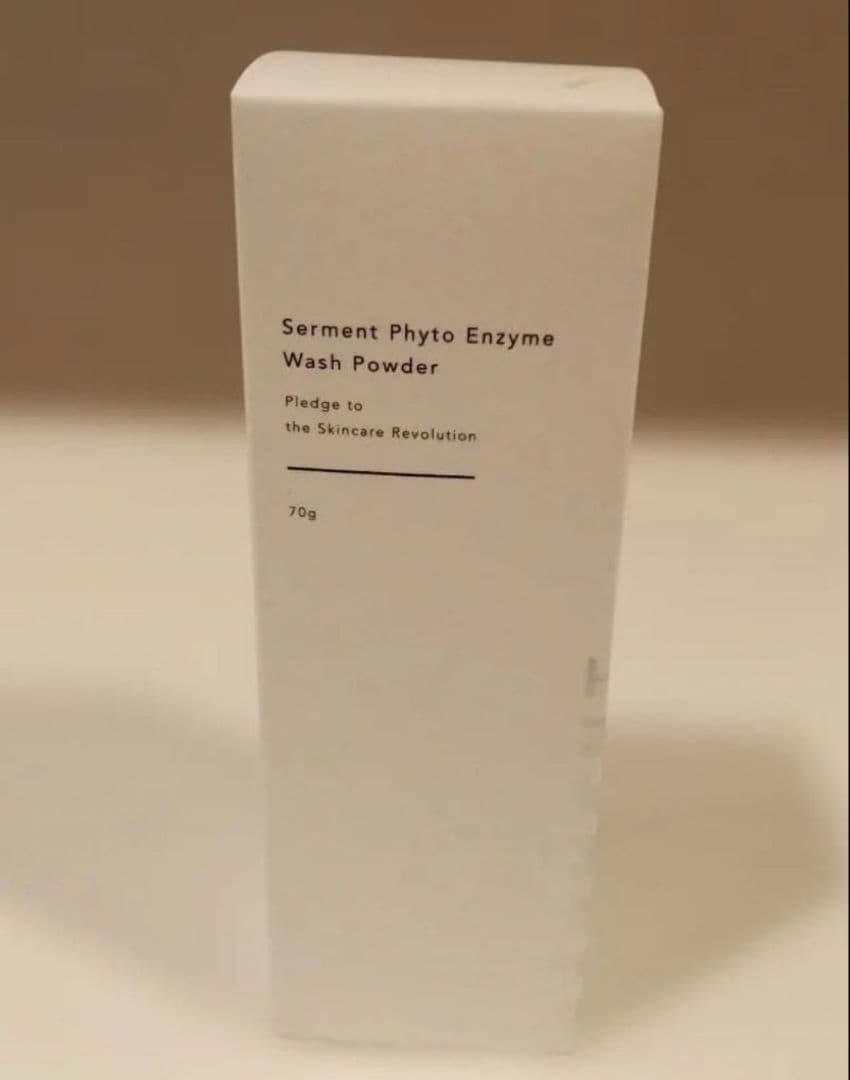 Serment Phyto Enzyme
Wash Powder
Pledge to
the Skincare Revolution
70g